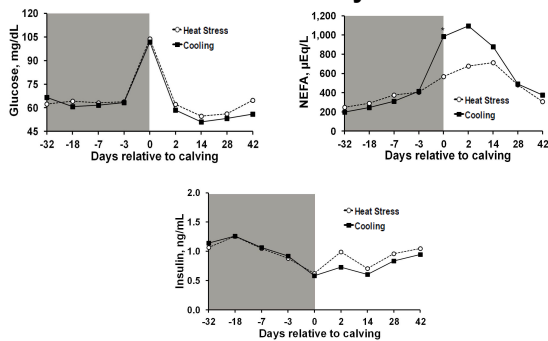 Glucose, mg/dL
120
105
90
75
60
45
Heat Stress
Cooling
-32 -18 -7 -3 0 2 14 28 42
Days relative to calving
NEFA, µEq/L
1,200
1,000
800
600
400
200
0
*
Heat Stress
Cooling
-32 -18 -7 -3 0 2 14 28 42
Days relative to calving
Insulin, ng/mL
2.0
1.5
1.0
0.5
0.0
Heat Stress
Cooling
-32 -18 -7 -3 0 2 14 28 42
Days relative to calving